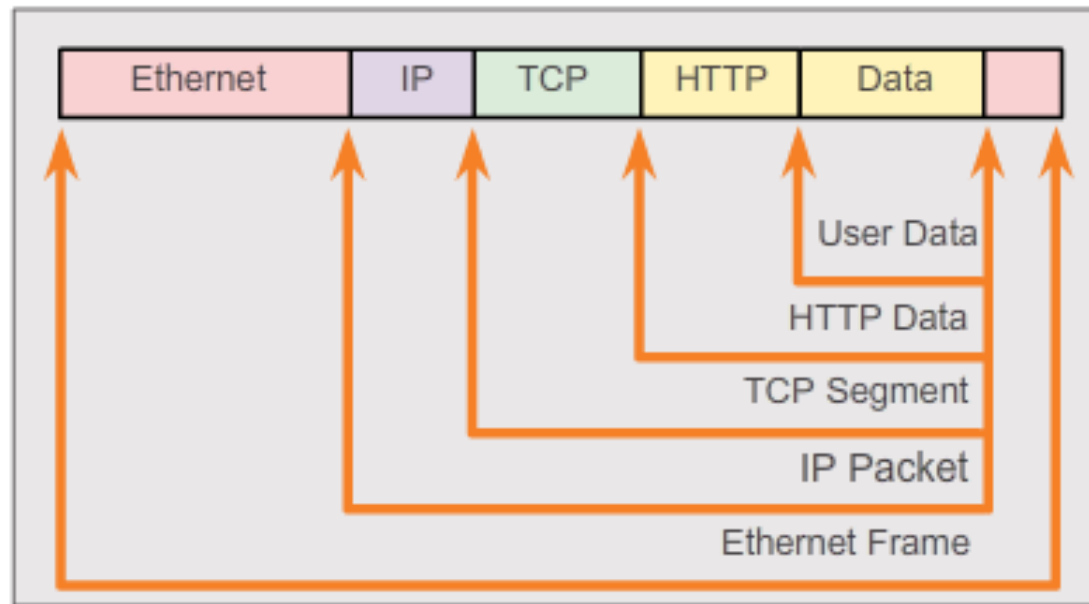 Ethernet IP TCP HTTP Data
User Data
HTTP Data
TCP Segment
IP Packet
Ethernet Frame